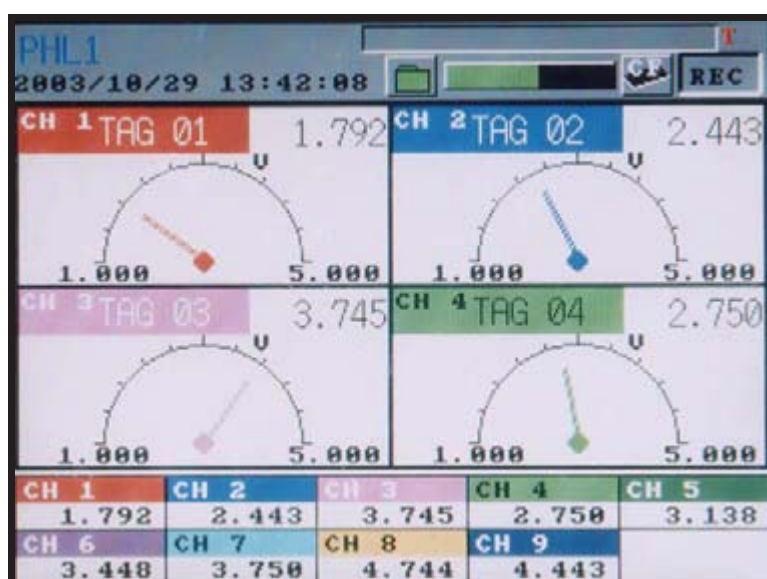 PHL1
T
2003/10/29 13:42:08
CF
REC
CH 1 TAG 01 1.792
V
1.000 5.000
CH 2 TAG 02 2.443
V
1.000 5.000
CH 3 TAG 03 3.745
V
1.000 5.000
CH 4 TAG 04 2.750
V
1.000 5.000
CH 1 CH 2 CH 3 CH 4 CH 5
1.792 2.443 3.745 2.750 3.138
CH 6 CH 7 CH 8 CH 9
3.448 3.750 4.744 4.443